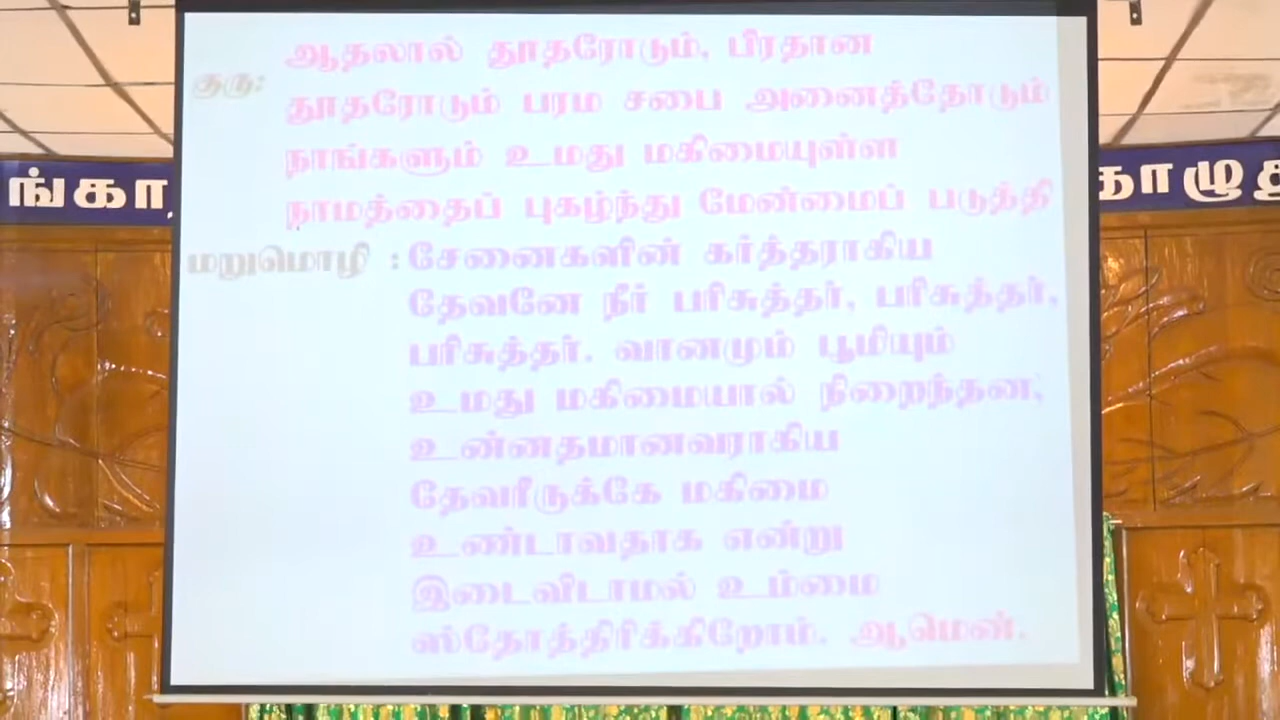 குரு: ஆதலால் தூதரோடும், பிரதான
தூதரோடும் பரம சபை அனைத்தோடும்
நாங்களும் உமது மகிமையுள்ள
நாமத்தைப் புகழ்ந்து மேன்மைப் படுத்தி
மறுமொழி : சேனைகளின் கர்த்தராகிய
தேவனே நீர் பரிசுத்தர், பரிசுத்தர்,
பரிசுத்தர். வானமும் பூமியும்
உமது மகிமையால் நிறைந்தன;
உன்னதமானவராகிய
தேவரீருக்கே மகிமை
உண்டாவதாக என்று
இடைவிடாமல் உம்மை
ஸ்தோத்திரிக்கிறோம். ஆமென்.